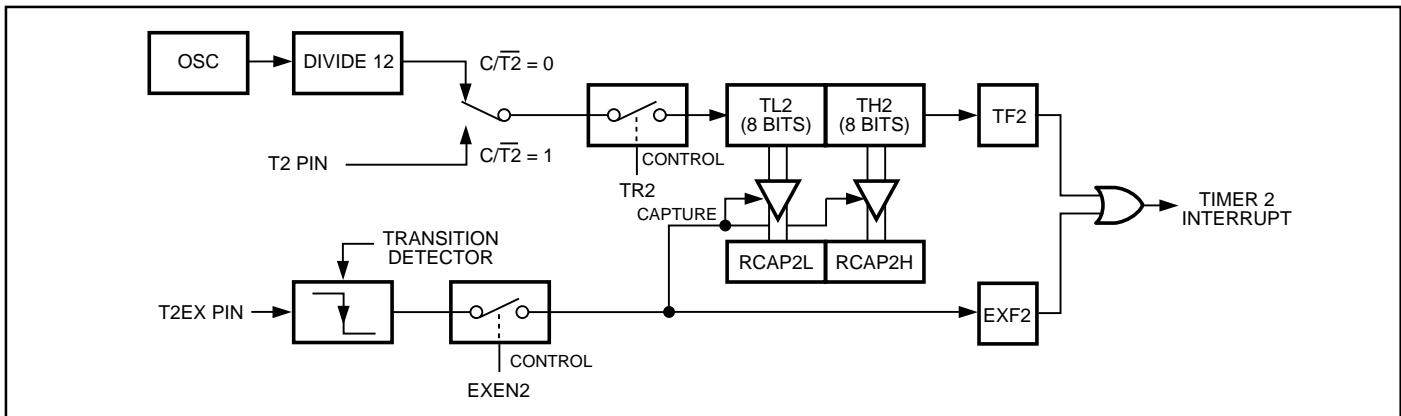 OSC
DIVIDE 12
C/T2̅ = 0
TL2
(8 BITS)
TH2
(8 BITS)
TF2
T2 PIN
C/T2̅ = 1
CONTROL
TR2
CAPTURE
TIMER 2
INTERRUPT
TRANSITION
DETECTOR
RCAP2L
RCAP2H
T2EX PIN
EXF2
CONTROL
EXEN2